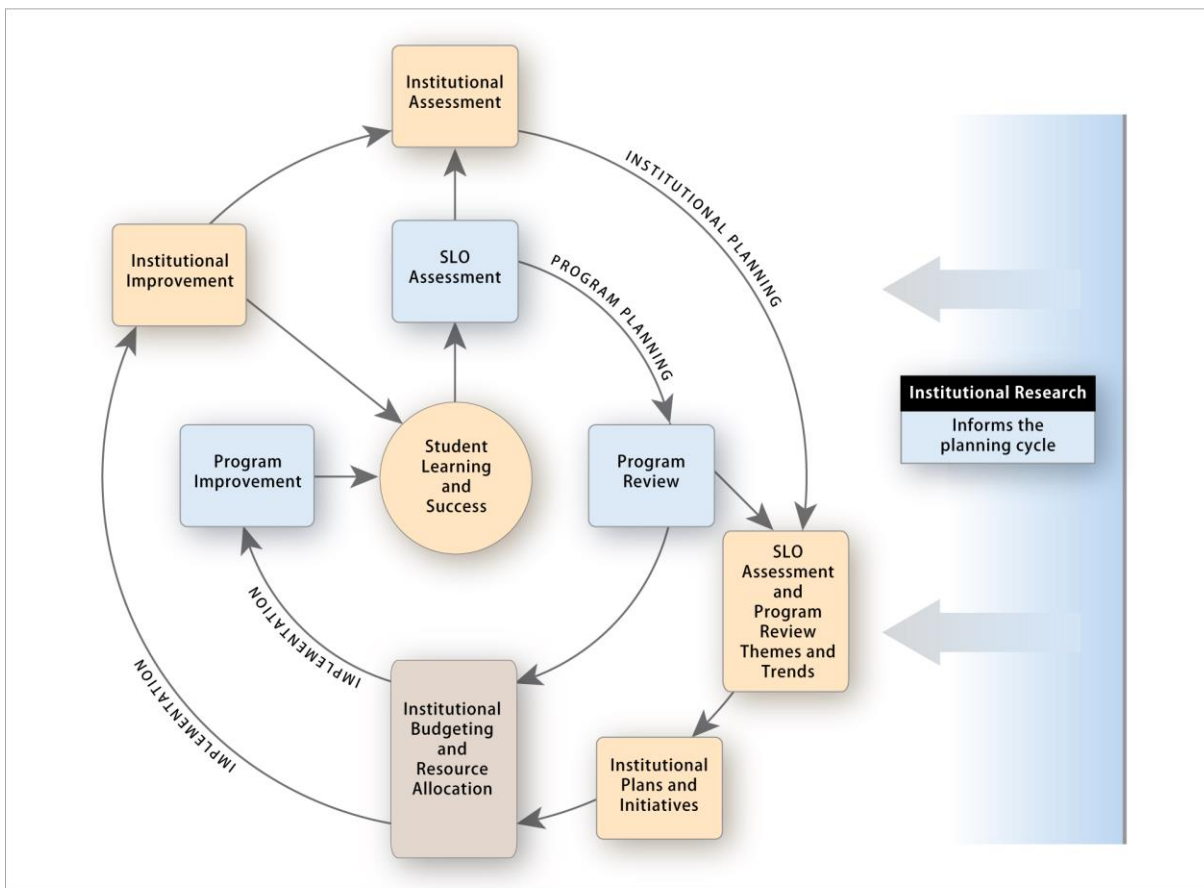 Institutional
Assessment
INSTITUTIONAL PLANNING
Institutional
Improvement
SLO
Assessment
PROGRAM PLANNING
Institutional Research
Informs the
planning cycle
Program
Improvement
Student
Learning
and
Success
Program
Review
SLO
Assessment
and
Program
Review
Themes and
Trends
IMPLEMENTATION
IMPLEMENTATION
Institutional
Budgeting
and
Resource
Allocation
Institutional
Plans and
Initiatives